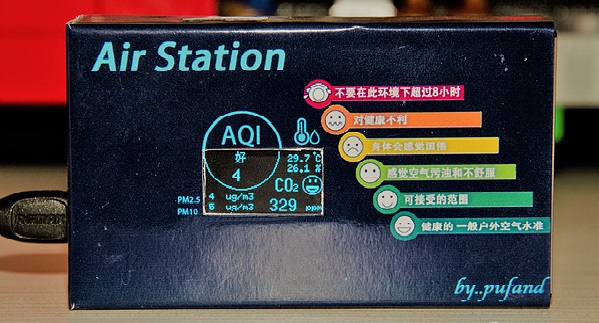 Air Station
不要在此环境下超过8小时
对健康不利
身体会感觉困倦
感觉空气污浊和不舒服
可接受的范围
健康的 一般户外空气水准
AQI
好
4
29.7 ℃
26.1 %
CO₂
PM2.5 4 ug/m3
PM10 6 ug/m3
329 ppm
by..pufand